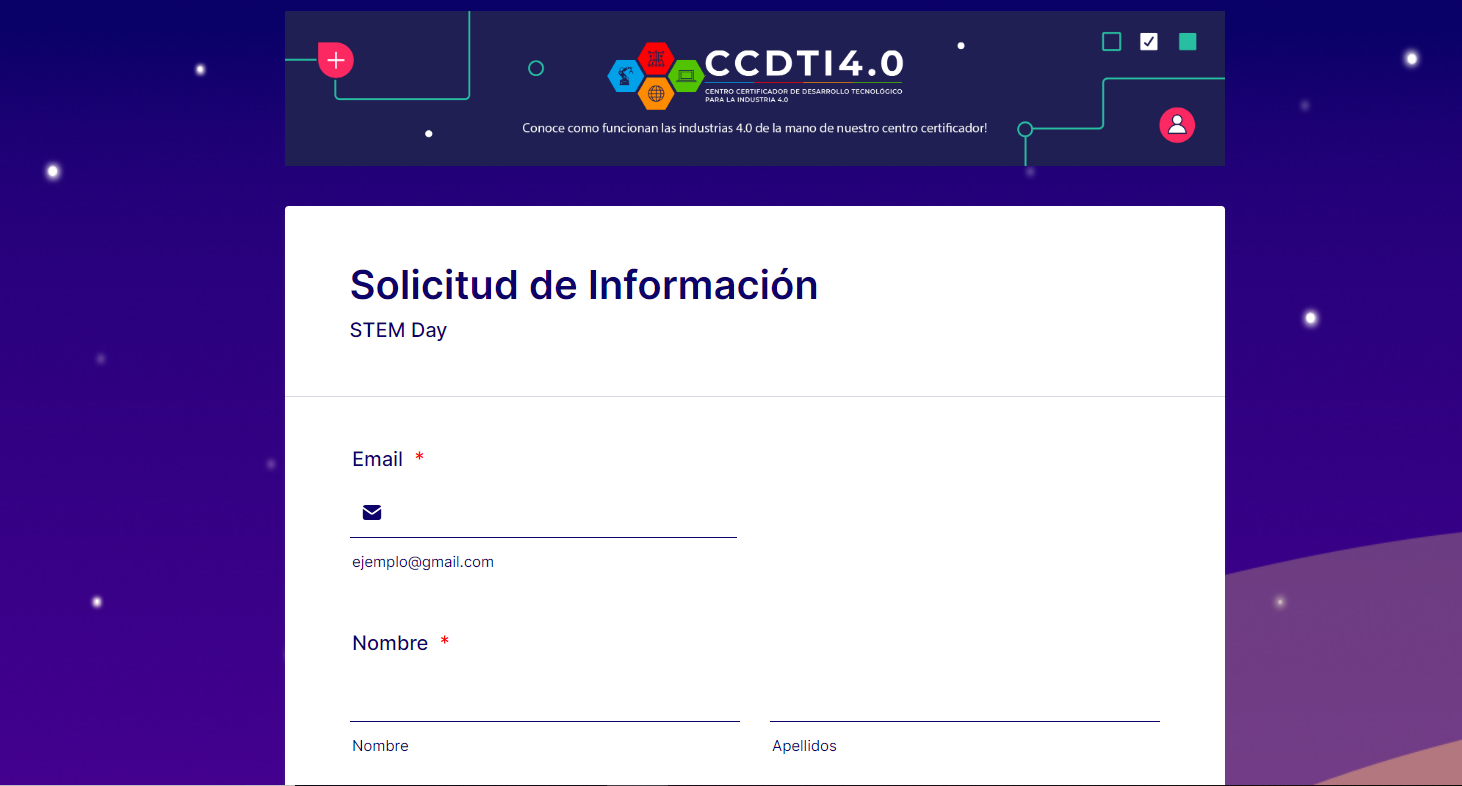 CCDTI4.0
CENTRO CERTIFICADOR DE DESARROLLO TECNOLÓGICO
PARA LA INDUSTRIA 4.0
Conoce como funcionan las industrias 4.0 de la mano de nuestro centro certificador!
Solicitud de Información
STEM Day
Email *
ejemplo@gmail.com
Nombre *
Nombre Apellidos